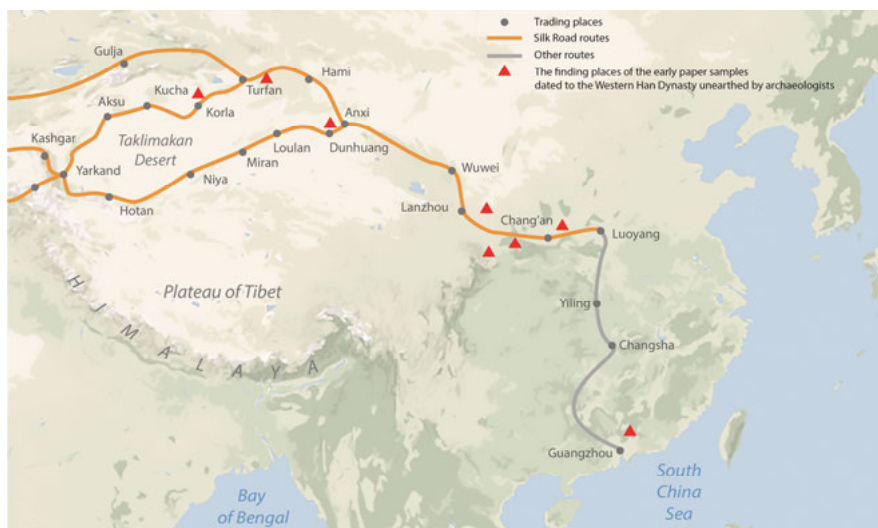 Trading places
Silk Road routes
Other routes
The finding places of the early paper samples
dated to the Western Han Dynasty unearthed by archaeologists
Gulja
Kucha
Turfan
Hami
Aksu
Korla
Anxi
Kashgar
Taklimakan
Desert
Loulan
Dunhuang
Miran
Yarkand
Niya
Wuwei
Hotan
Lanzhou
Chang'an
Luoyang
Plateau of Tibet
Yiling
HIMALAYA
Changsha
Guangzhou
South
China
Sea
Bay
of Bengal